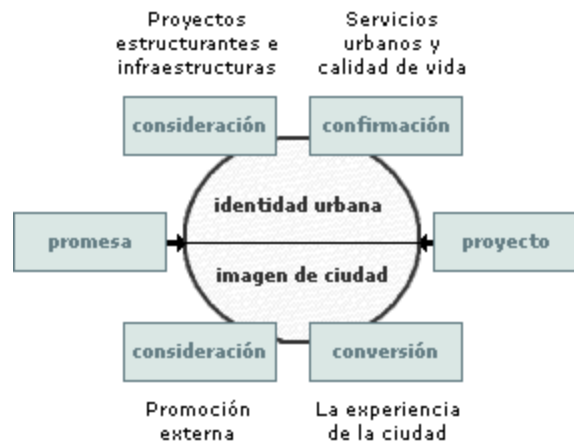 Proyectos
estructurantes e
infraestructuras
Servicios
urbanos y
calidad de vida
consideración
confirmación
identidad urbana
promesa
proyecto
imagen de ciudad
consideración
conversión
Promoción
externa
La experiencia
de la ciudad